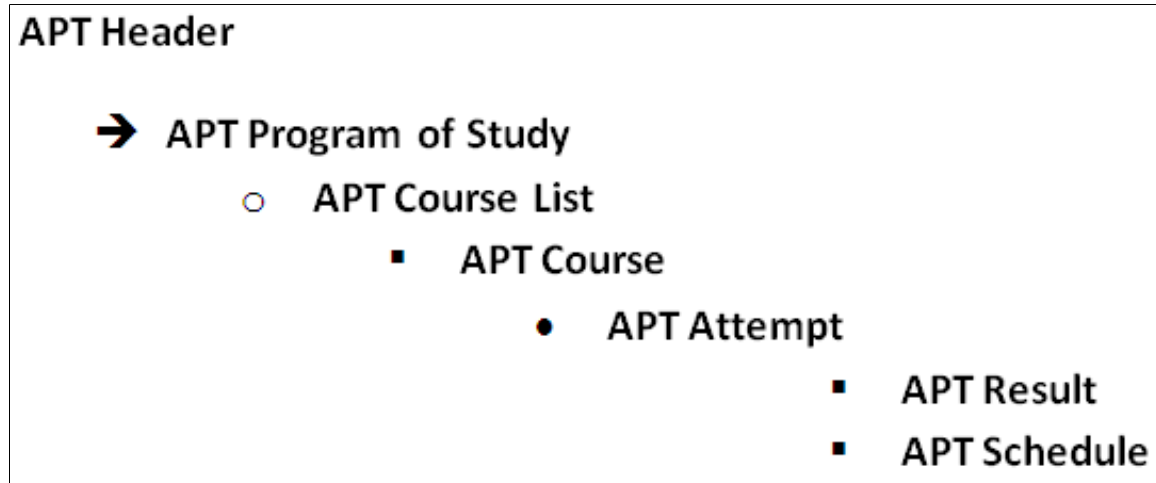 APT Header
➔ APT Program of Study
○ APT Course List
▪ APT Course
• APT Attempt
▪ APT Result
▪ APT Schedule